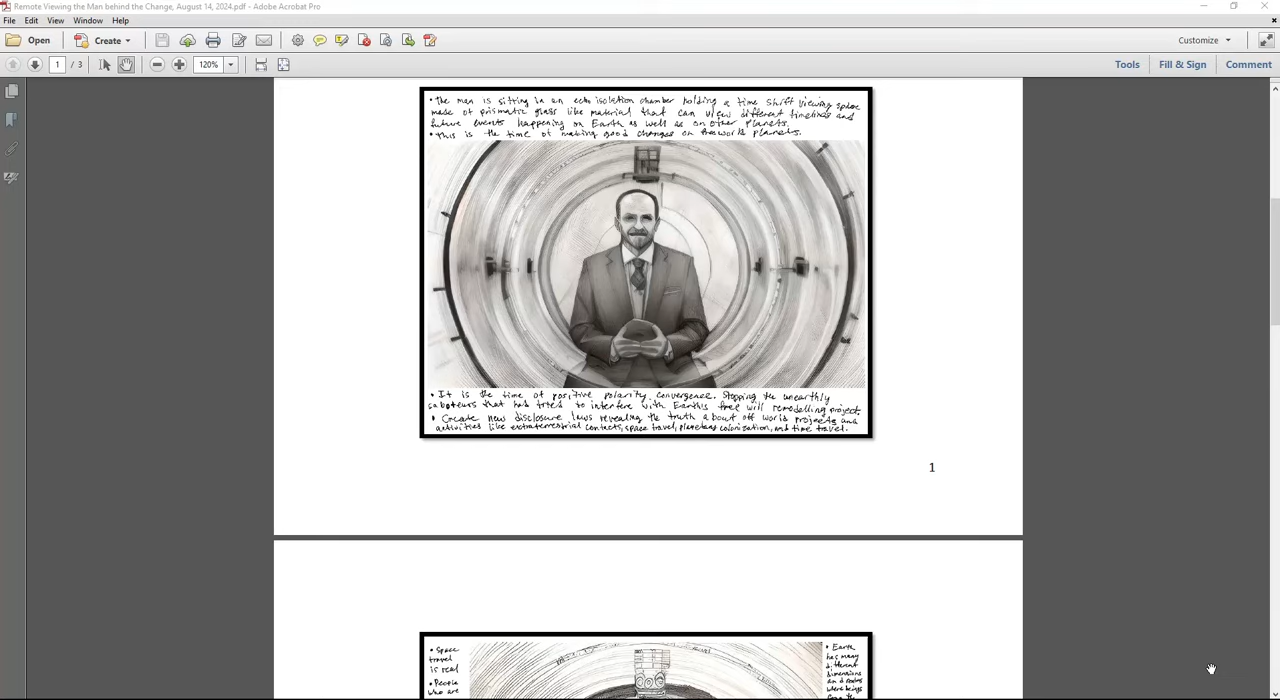 Remote Viewing the Man behind the Change, August 14, 2024.pdf - Adobe Acrobat Pro
File Edit View Window Help
Open Create Customize
1 / 3 120% Tools Fill & Sign Comment
• The man is sitting in an echo isolation chamber holding a time shift viewing sphere
made of prismatic glass like material that can view different timelines and
future events happening on Earth as well as on other planets.
• This is the time of making good changes on the world planets.
• It is the time of positive polarity convergence. Stopping the unearthly
saboteurs that had tried to interfere with Earth's free will remodelling project.
• Create new disclosure laws revealing the truth about off world projects and
activities like extraterrestrial contacts, space travel, planetary colonization, and time travel.
1
• Space
travel
is real
• People
who are
• Earth
has many
different
dimensions
where beings